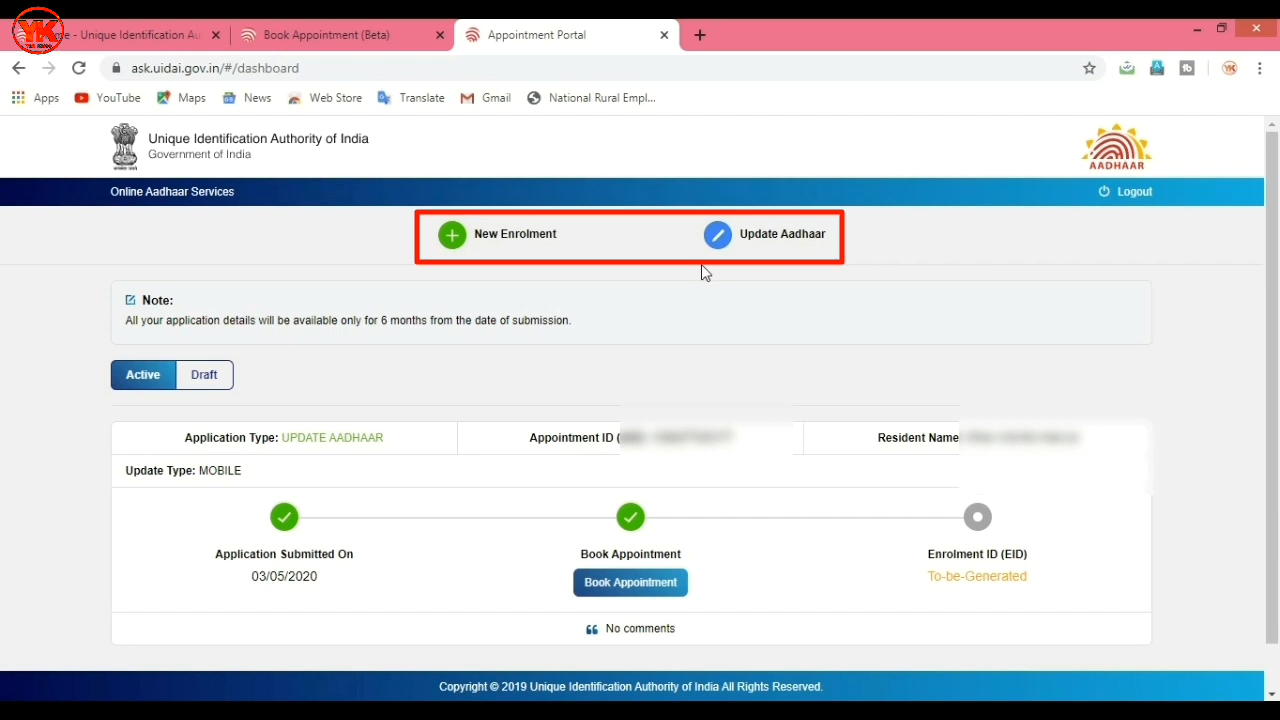 YK
- Unique Identification Au
Book Appointment (Beta)
Appointment Portal
ask.uidai.gov.in/#/dashboard
Apps
YouTube
Maps
News
Web Store
Translate
Gmail
National Rural Empl...
Unique Identification Authority of India
Government of India
AADHAAR
Online Aadhaar Services
Logout
New Enrolment
Update Aadhaar
Note:
All your application details will be available only for 6 months from the date of submission.
Active
Draft
Application Type: UPDATE AADHAAR
Appointment ID (
Resident Name
Update Type: MOBILE
Application Submitted On
Book Appointment
Enrolment ID (EID)
03/05/2020
Book Appointment
To-be-Generated
No comments
Copyright © 2019 Unique Identification Authority of India All Rights Reserved.